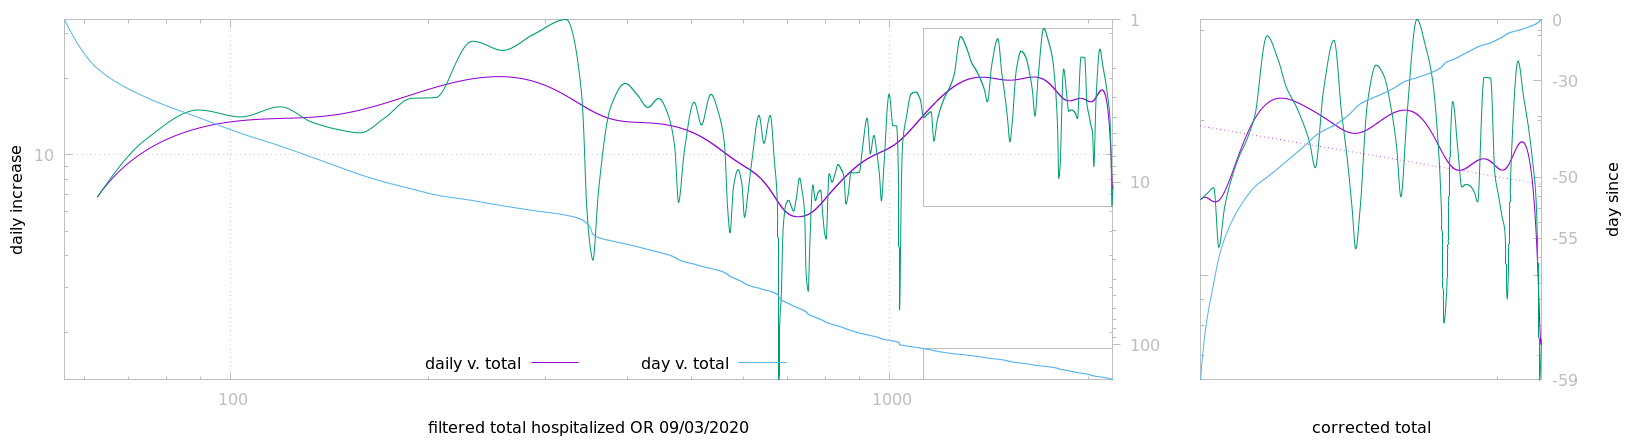 daily increase
10
100
1000
1
10
100
daily v. total
day v. total
filtered total hospitalized OR 09/03/2020
0
-30
-50
-55
-59
day since
corrected total